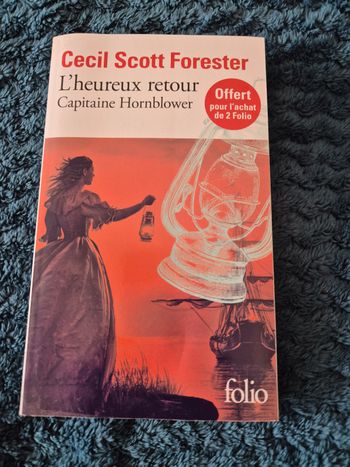 Cecil Scott Forester
L'heureux retour
Capitaine Hornblower
Offert
pour l'achat
de 2 Folio
folio